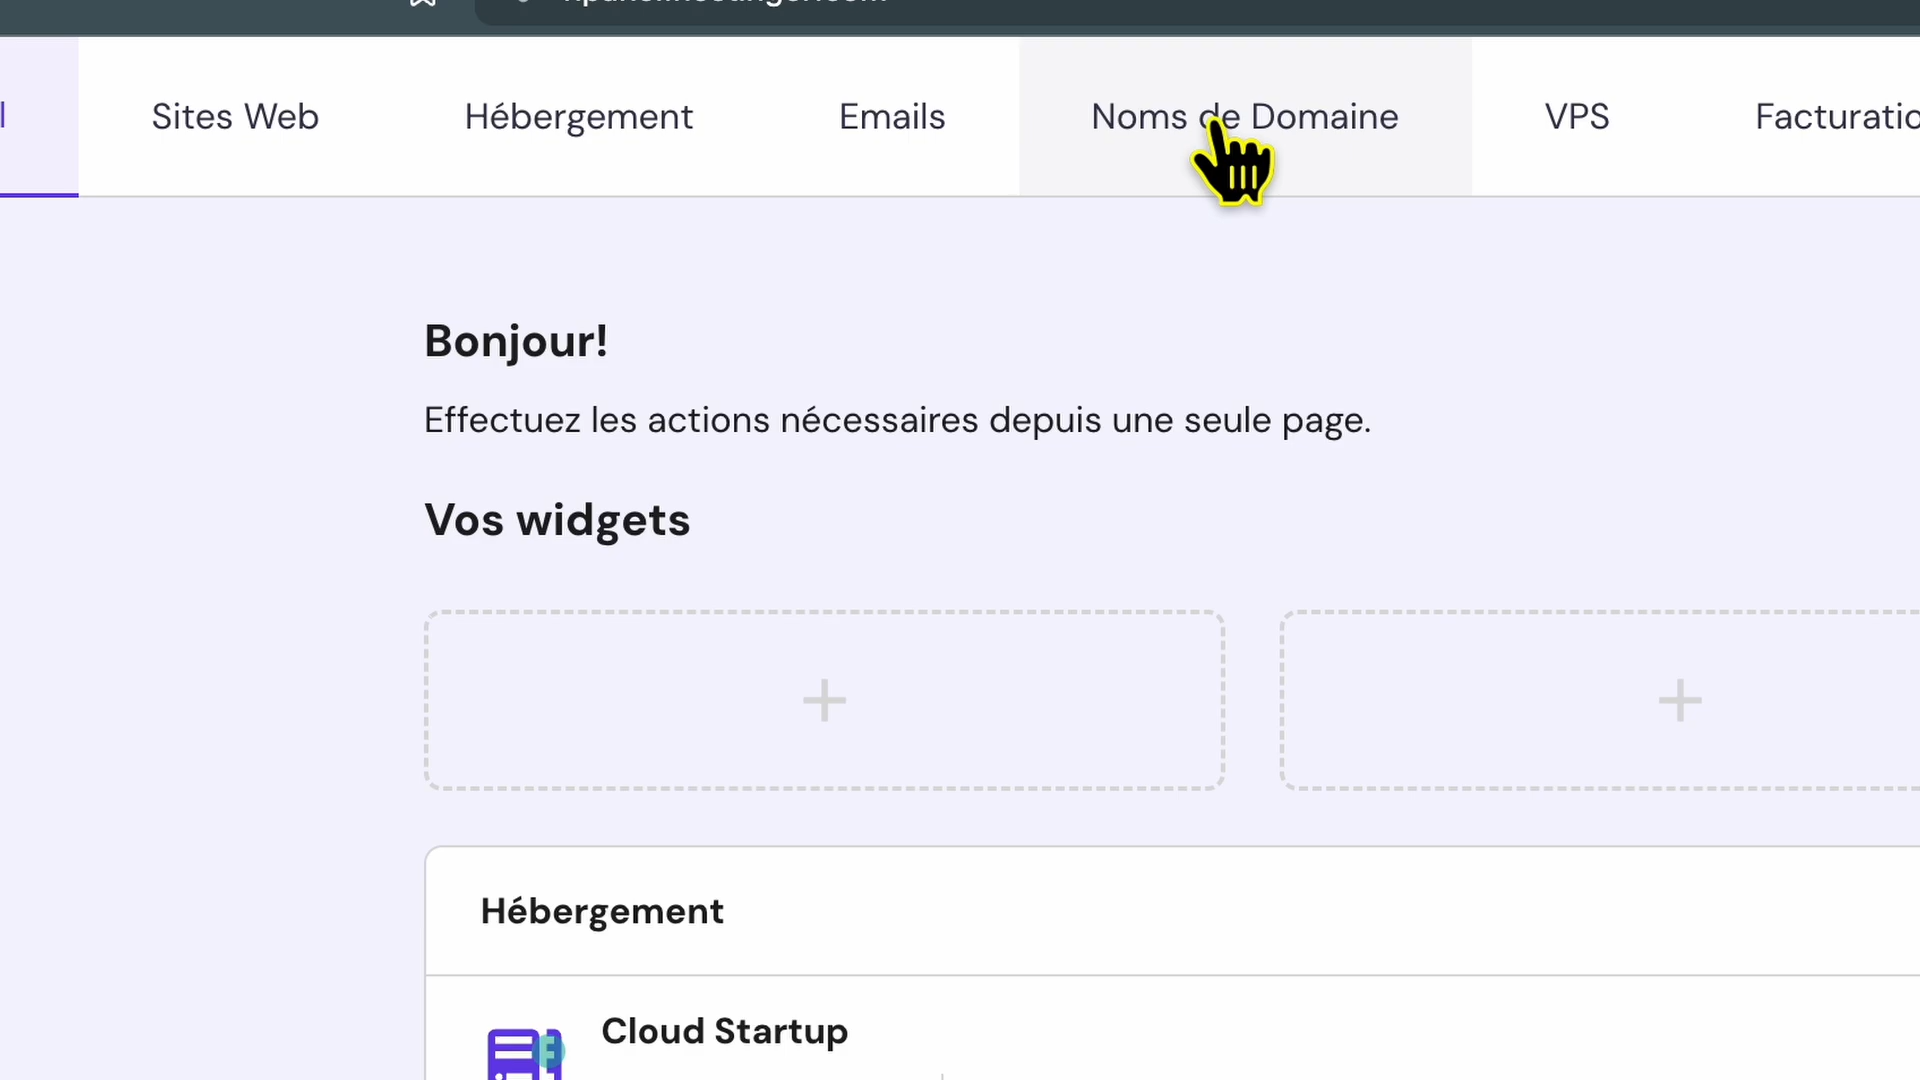 Sites Web
Hébergement
Emails
Noms de Domaine
VPS
Bonjour!
Effectuez les actions nécessaires depuis une seule page.
Vos widgets
Hébergement
Cloud Startup